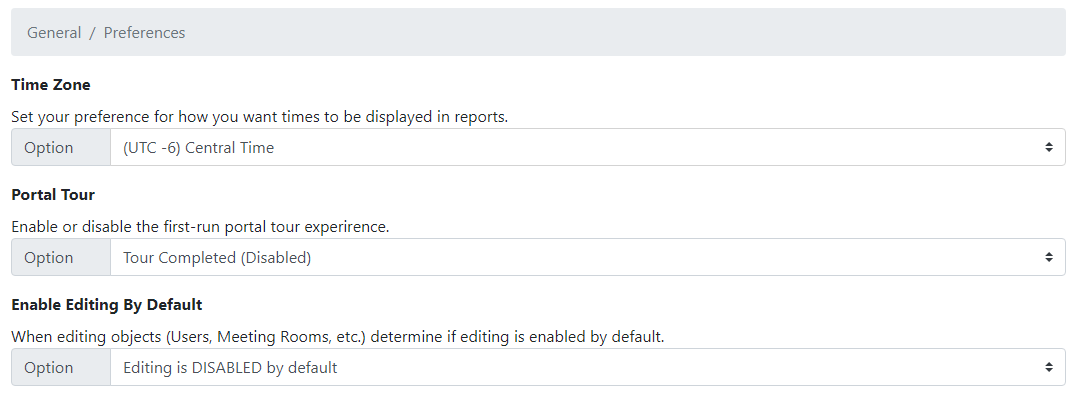 General / Preferences
Time Zone
Set your preference for how you want times to be displayed in reports.
Option (UTC -6) Central Time
Portal Tour
Enable or disable the first-run portal tour experirence.
Option Tour Completed (Disabled)
Enable Editing By Default
When editing objects (Users, Meeting Rooms, etc.) determine if editing is enabled by default.
Option Editing is DISABLED by default